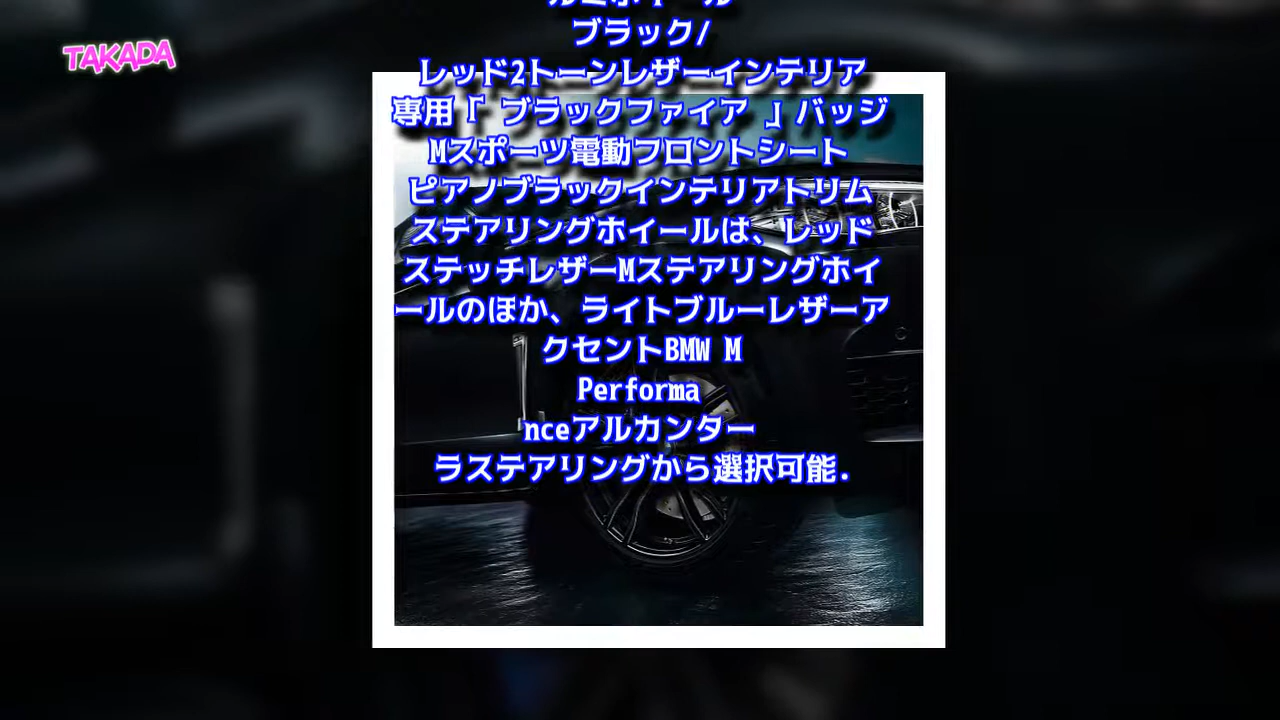 TAKADA
ブラック/
レッド2トーンレザーインテリア
専用「 ブラックファイア 」バッジ
Mスポーツ電動フロントシート
ピアノブラックインテリアトリム
ステアリングホイールは、レッド
ステッチレザーMステアリングホイ
ールのほか、ライトブルーレザーア
クセントBMW M
Performa
nceアルカンター
ラステアリングから選択可能.